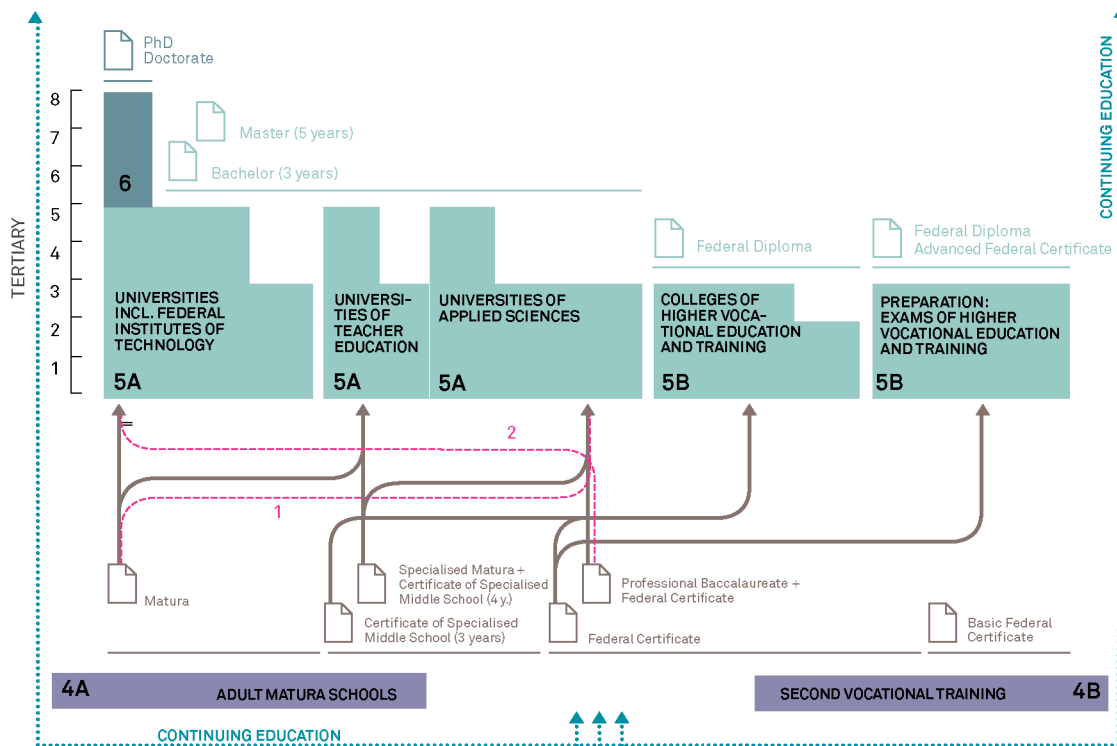 PhD
Doctorate
Master (5 years)
Bachelor (3 years)
CONTINUING EDUCATION
TERTIARY
8
7
6
5
4
3
2
1
6
Federal Diploma
Federal Diploma
Advanced Federal Certificate
UNIVERSITIES
INCL. FEDERAL
INSTITUTES OF
TECHNOLOGY
5A
UNIVERSI-
TIES OF
TEACHER
EDUCATION
5A
UNIVERSITIES OF
APPLIED SCIENCES
5A
COLLEGES OF
HIGHER VOCA-
TIONAL EDUCATION
AND TRAINING
5B
PREPARATION:
EXAMS OF HIGHER
VOCATIONAL EDUCATION
AND TRAINING
5B
2
1
Matura
Specialised Matura +
Certificate of Specialised
Middle School (4 y.)
Certificate of Specialised
Middle School (3 years)
Professional Baccalaureate +
Federal Certificate
Federal Certificate
Basic Federal
Certificate
4A
ADULT MATURA SCHOOLS
SECOND VOCATIONAL TRAINING
4B
CONTINUING EDUCATION